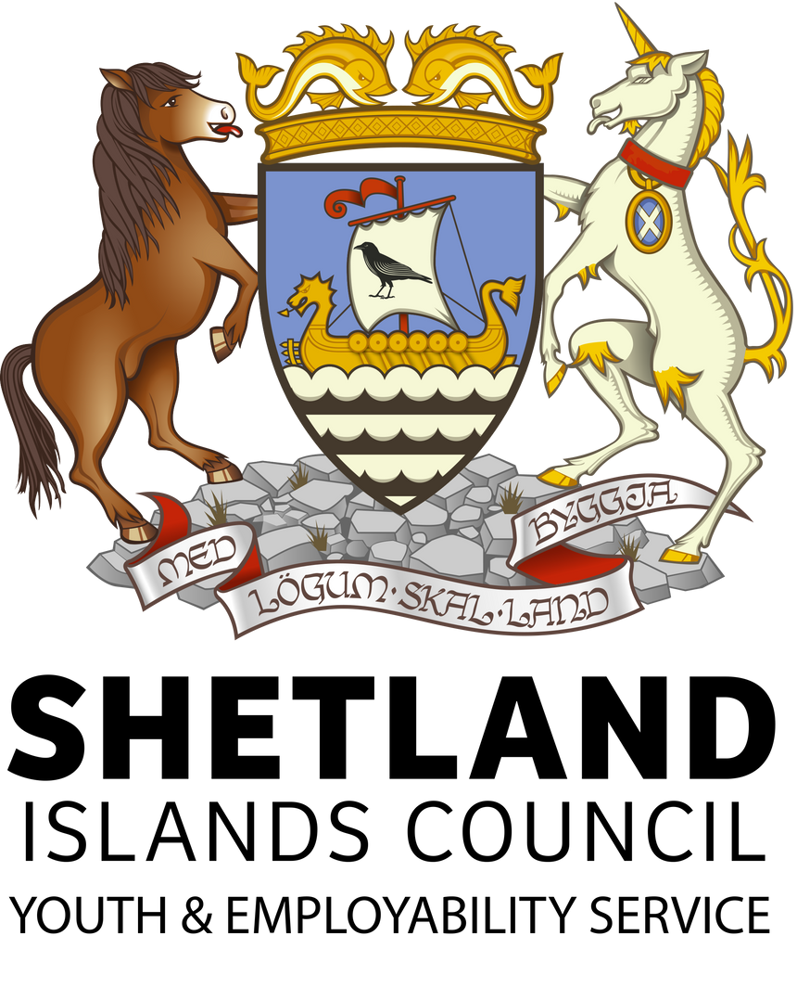 MED
LÖGUM·SKAL·LAND
BYGGJA
SHETLAND
ISLANDS COUNCIL
YOUTH & EMPLOYABILITY SERVICE